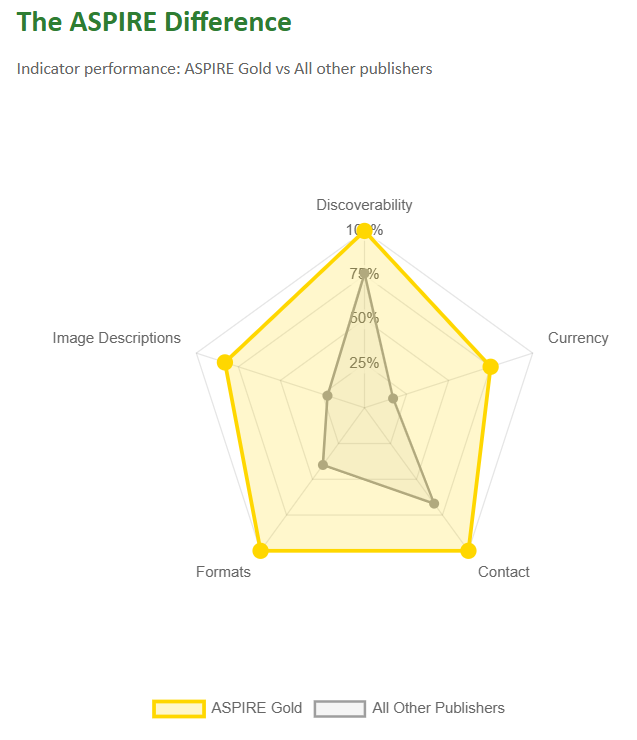 The ASPIRE Difference
Indicator performance: ASPIRE Gold vs All other publishers
Discoverability
100%
75%
Image Descriptions
50%
Currency
25%
Formats
Contact
ASPIRE Gold
All Other Publishers